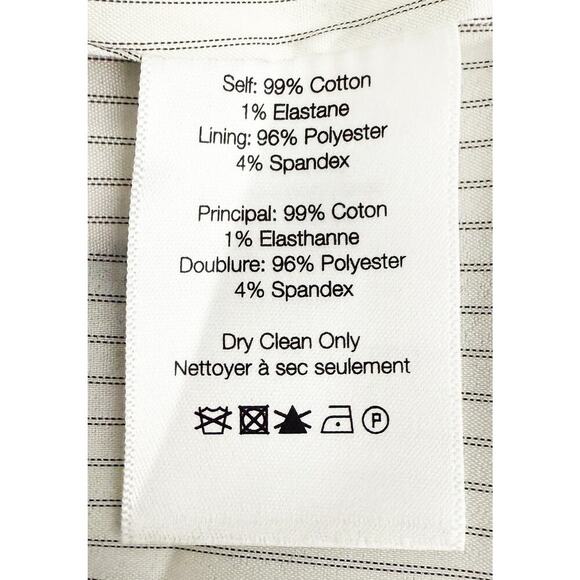 Self: 99% Cotton
1% Elastane
Lining: 96% Polyester
4% Spandex
Principal: 99% Coton
1% Elasthanne
Doublure: 96% Polyester
4% Spandex
Dry Clean Only
Nettoyer à sec seulement
P